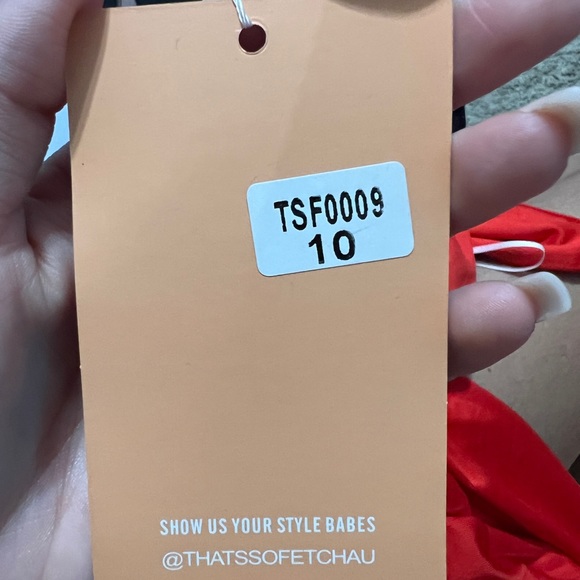 TSF0009
10
SHOW US YOUR STYLE BABES
@THATSSOFETCHAU